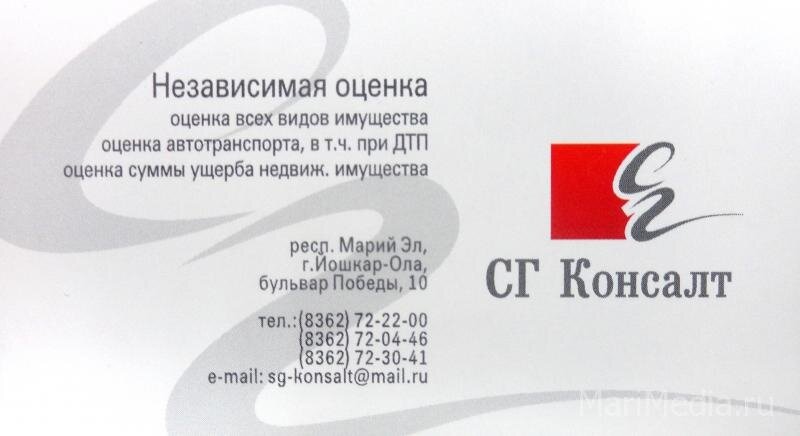 Независимая оценка
оценка всех видов имущества
оценка автотранспорта, в т.ч. при ДТП
оценка суммы ущерба недвиж. имущества
респ. Марий Эл,
г.Йошкар-Ола,
бульвар Победы, 10
тел.:(8362) 72-22-00
(8362) 72-04-46
(8362) 72-30-41
e-mail: sg-konsalt@mail.ru
сг
СГ Консалт
MariMedia.ru